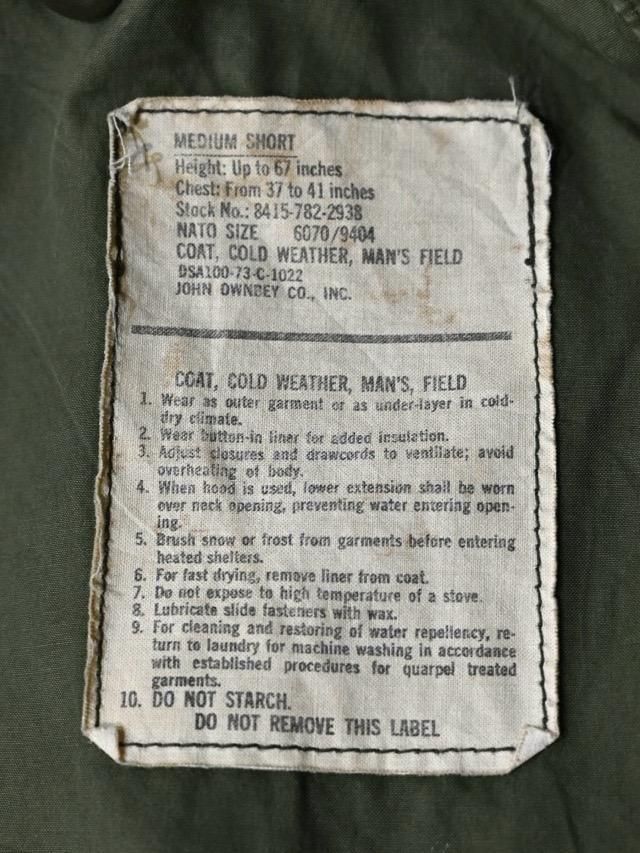 MEDIUM SHORT
Height: Up to 67 inches
Chest: From 37 to 41 inches
Stock No.: 8415-782-2938
NATO SIZE 6070/9404
COAT, COLD WEATHER, MAN'S FIELD
DSA100-73-C-1022
JOHN OWNBEY CO., INC.
COAT, COLD WEATHER, MAN'S, FIELD
1. Wear as outer garment or as under-layer in cold-
dry climate.
2. Wear button-in liner for added insulation.
3. Adjust closures and drawcords to ventilate; avoid
overheating of body.
4. When hood is used, lower extension shall be worn
over neck opening, preventing water entering open-
ing.
5. Brush snow or frost from garments before entering
heated shelters.
6. For fast drying, remove liner from coat.
7. Do not expose to high temperature of a stove.
8. Lubricate slide fasteners with wax.
9. For cleaning and restoring of water repellency, re-
turn to laundry for machine washing in accordance
with established procedures for quarpel treated
garments.
10. DO NOT STARCH.
DO NOT REMOVE THIS LABEL